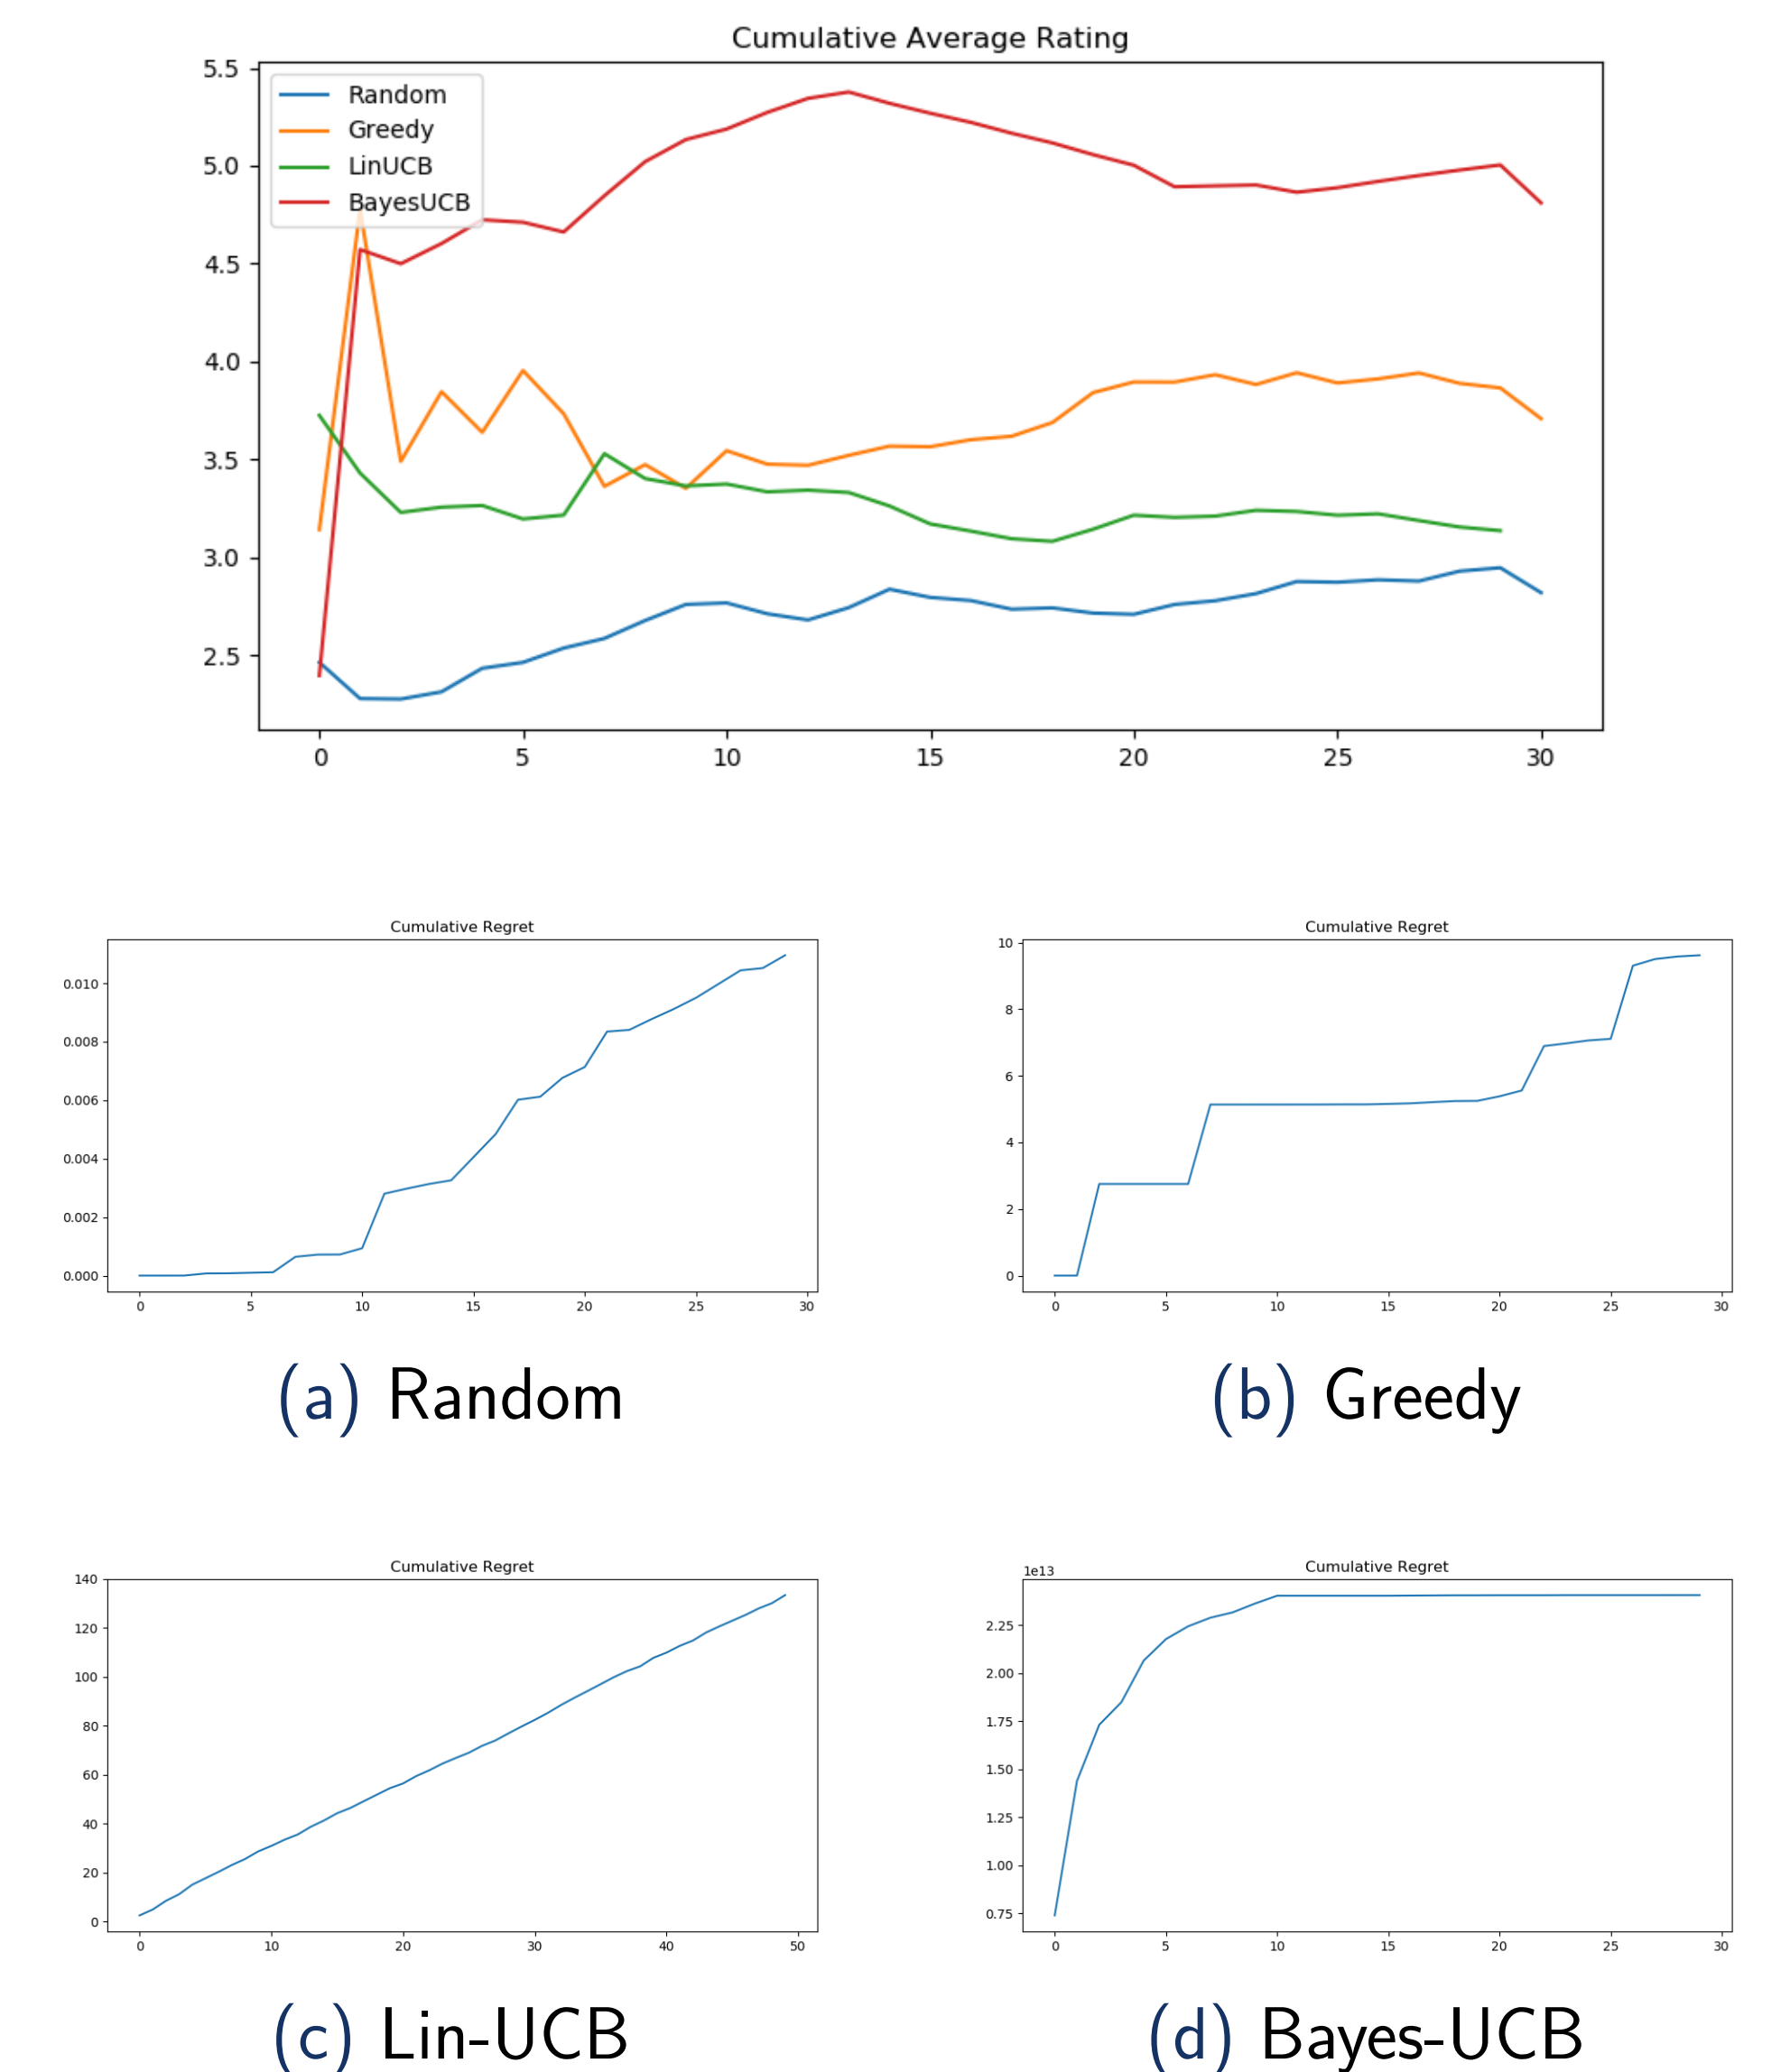 Cumulative Average Rating
5.5
5.0
4.5
4.0
3.5
3.0
2.5
Random
Greedy
LinUCB
BayesUCB
0 5 10 15 20 25 30
Cumulative Regret
0.010
0.008
0.006
0.004
0.002
0.000
0 5 10 15 20 25 30
(a) Random
Cumulative Regret
10
8
6
4
2
0
0 5 10 15 20 25 30
(b) Greedy
Cumulative Regret
140
120
100
80
60
40
20
0
0 10 20 30 40 50
(c) Lin-UCB
Cumulative Regret
1e13
2.25
2.00
1.75
1.50
1.25
1.00
0.75
0 5 10 15 20 25 30
(d) Bayes-UCB